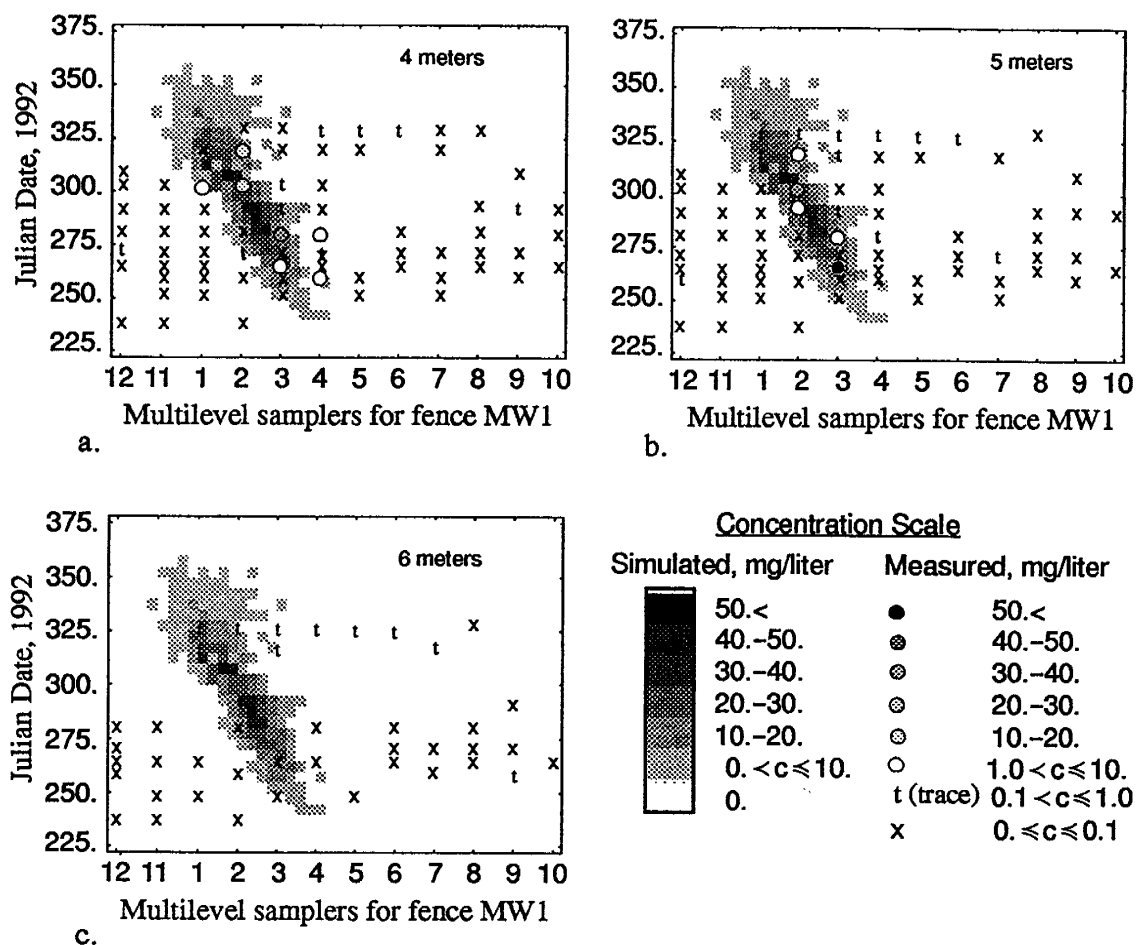 375.
350.
325.
300.
275.
250.
225.
Julian Date, 1992
4 meters
12 11 1 2 3 4 5 6 7 8 9 10
Multilevel samplers for fence MW1
a.
375.
350.
325.
300.
275.
250.
225.
5 meters
12 11 1 2 3 4 5 6 7 8 9 10
Multilevel samplers for fence MW1
b.
375.
350.
325.
300.
275.
250.
225.
Julian Date, 1992
6 meters
12 11 1 2 3 4 5 6 7 8 9 10
Multilevel samplers for fence MW1
c.
Concentration Scale
Simulated, mg/liter Measured, mg/liter
50.< 50.<
40.-50. 40.-50.
30.-40. 30.-40.
20.-30. 20.-30.
10.-20. 10.-20.
0.<c⩽10. 1.0<c⩽10.
0. t (trace) 0.1<c⩽1.0
x 0.⩽c⩽0.1